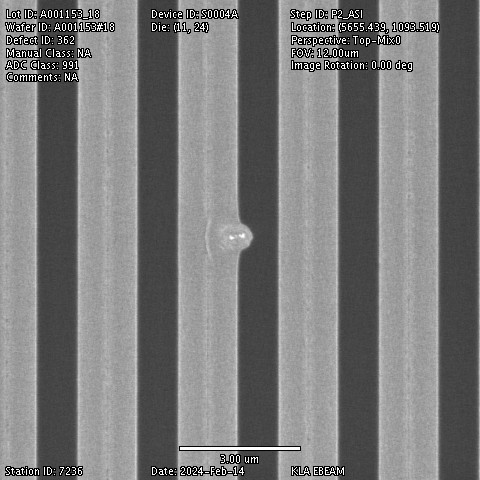 Lot ID: A001153_18
Wafer ID: A001153#18
Defect ID: 362
Manual Class: NA
ADC Class: 991
Comments: NA
Device ID: S0004A
Die: (11, 24)
Step ID: P2_ASI
Location: (5655.439, 1093.519)
Perspective: Top-Mix0
FOV: 12.00um
Image Rotation: 0.00 deg
3.00 um
Station ID: 7236
Date: 2024-Feb-14
KLA EBEAM